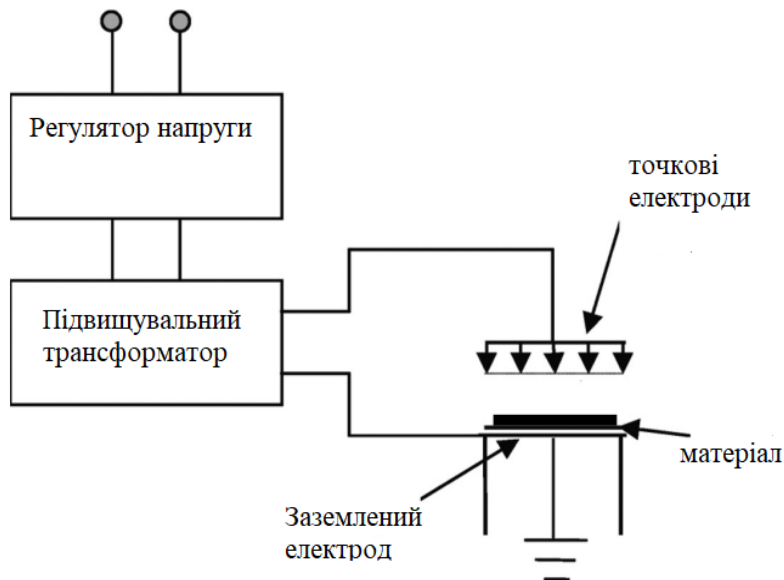 Регулятор напруги
точкові
електроди
Підвищувальний
трансформатор
матеріал
Заземлений
електрод